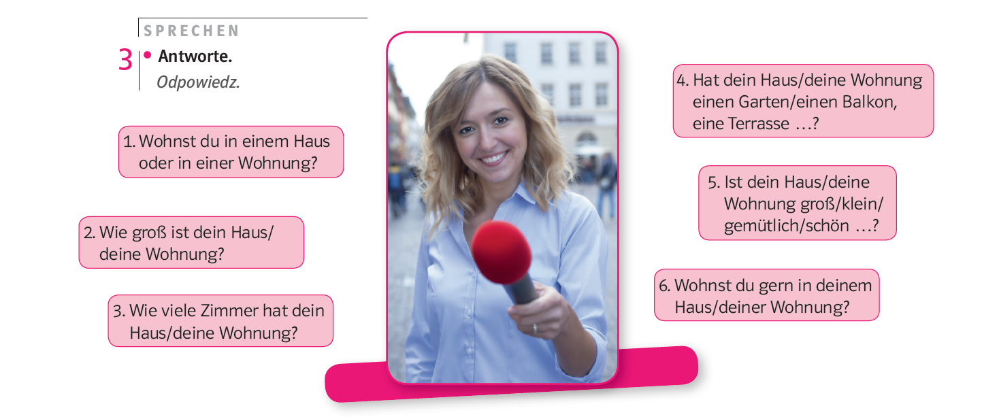 SPRECHEN
3 • Antworte.
Odpowiedz.
1. Wohnst du in einem Haus
oder in einer Wohnung?
2. Wie groß ist dein Haus/
deine Wohnung?
3. Wie viele Zimmer hat dein
Haus/deine Wohnung?
4. Hat dein Haus/deine Wohnung
einen Garten/einen Balkon,
eine Terrasse ...?
5. Ist dein Haus/deine
Wohnung groß/klein/
gemütlich/schön ...?
6. Wohnst du gern in deinem
Haus/deiner Wohnung?